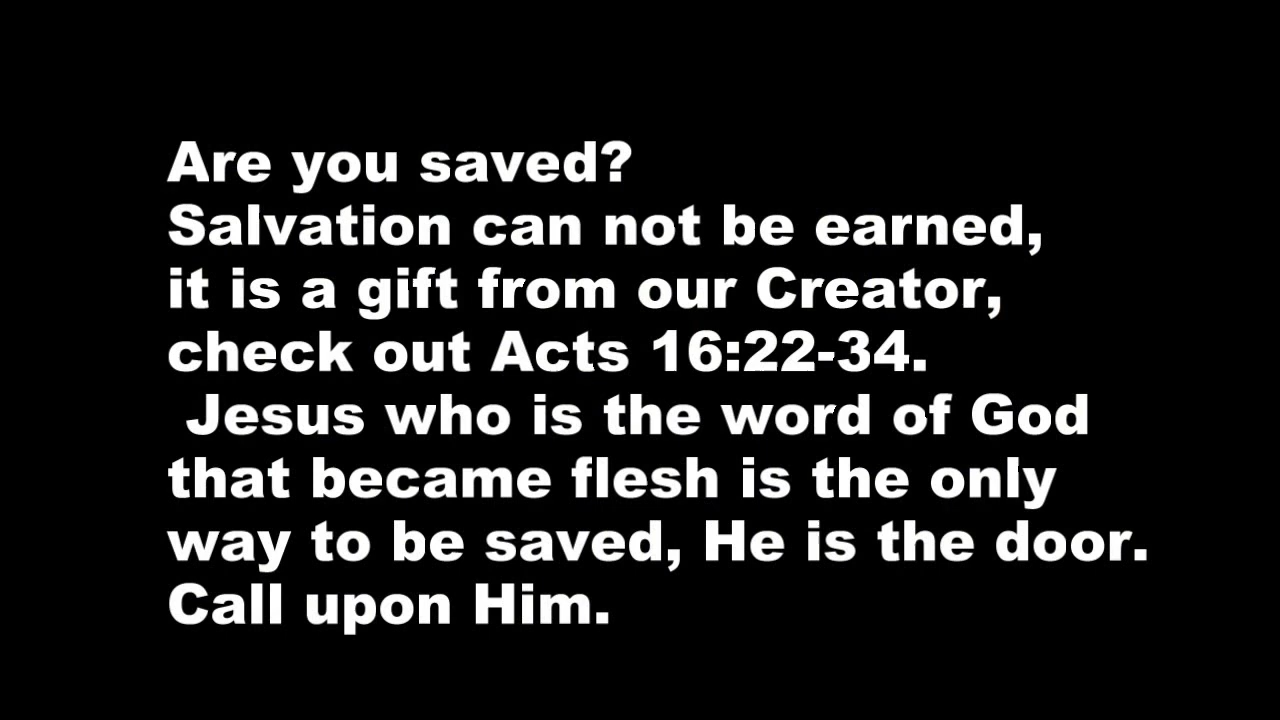 Are you saved?
Salvation can not be earned,
it is a gift from our Creator,
check out Acts 16:22-34.
Jesus who is the word of God
that became flesh is the only
way to be saved, He is the door.
Call upon Him.